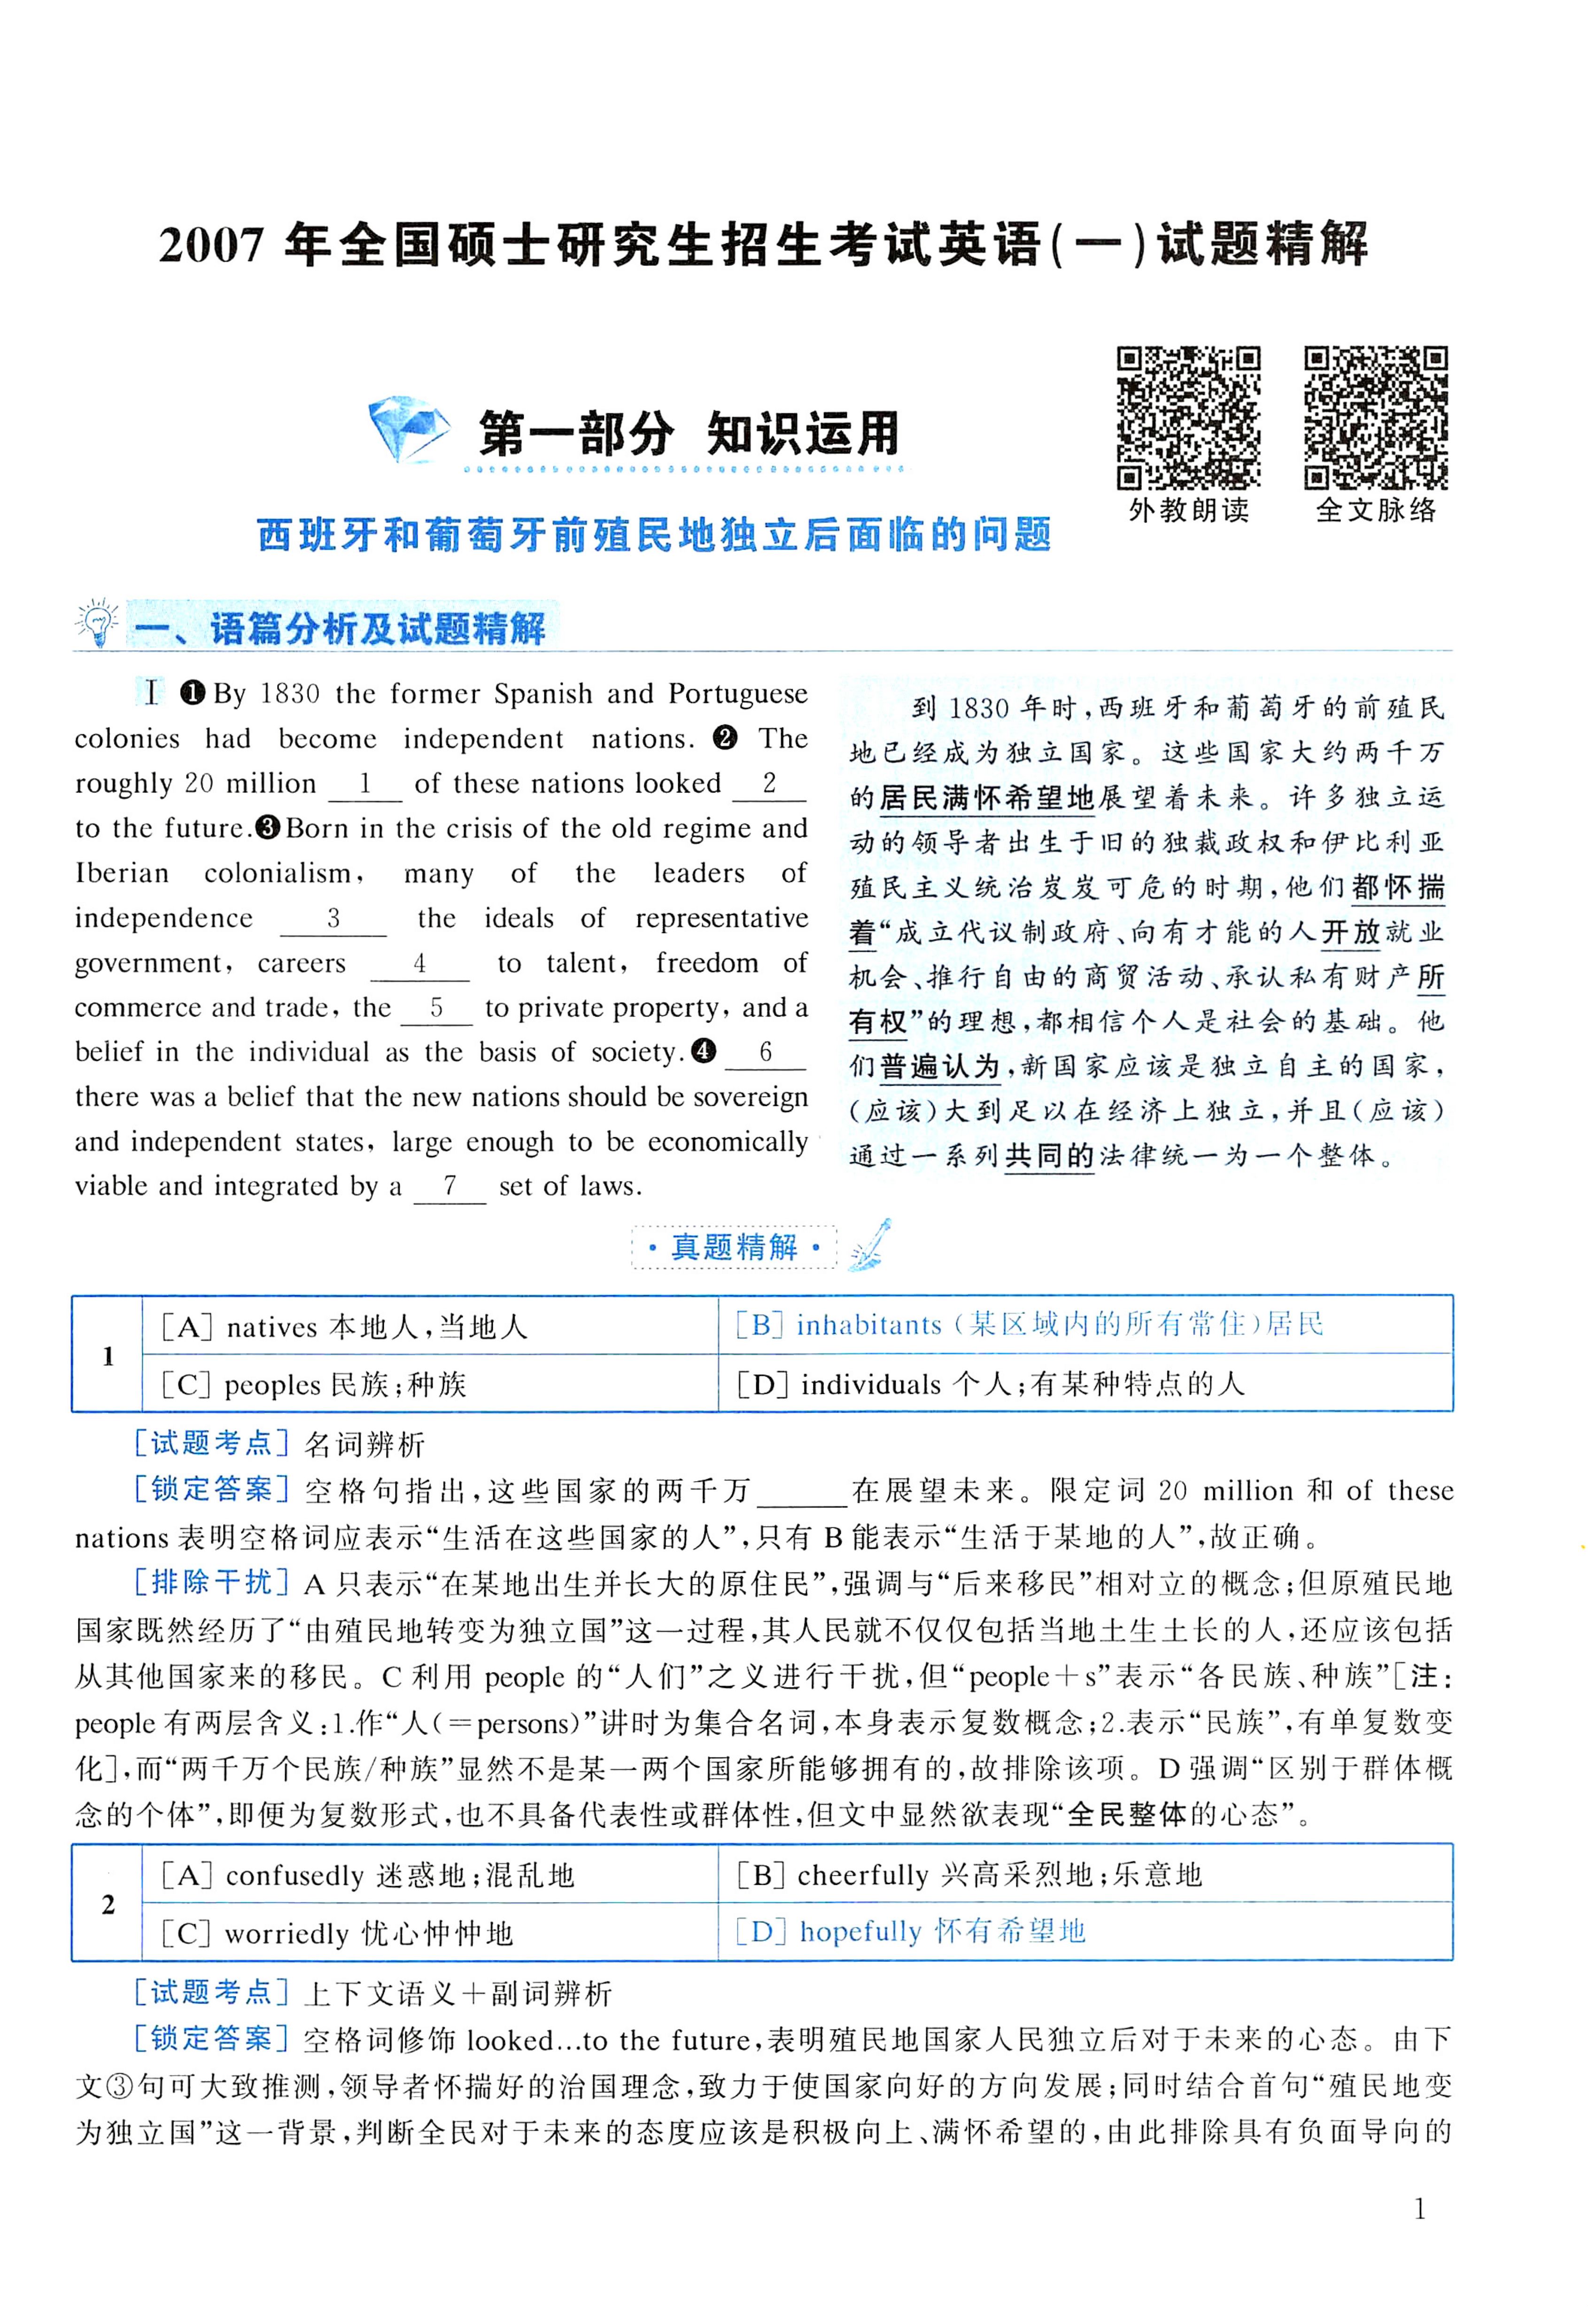 2007 年全国硕士研究生招生考试英语(一)试题精解
第一部分 知识运用
外教朗读
全文脉络
西班牙和葡萄牙前殖民地独立后面临的问题
一、语篇分析及试题精解
Ⅰ ❶By 1830 the former Spanish and Portuguese
colonies had become independent nations. ❷ The
roughly 20 million 1 of these nations looked 2
to the future.❸Born in the crisis of the old regime and
Iberian colonialism, many of the leaders of
independence 3 the ideals of representative
government, careers 4 to talent, freedom of
commerce and trade, the 5 to private property, and a
belief in the individual as the basis of society.❹ 6
there was a belief that the new nations should be sovereign
and independent states, large enough to be economically
viable and integrated by a 7 set of laws.
到 1830 年时,西班牙和葡萄牙的前殖民
地已经成为独立国家。这些国家大约两千万
的居民满怀希望地展望着未来。许多独立运
动的领导者出生于旧的独裁政权和伊比利亚
殖民主义统治岌岌可危的时期,他们都怀揣
着“成立代议制政府、向有才能的人开放就业
机会、推行自由的商贸活动、承认私有财产所
有权”的理想,都相信个人是社会的基础。他
们普遍认为,新国家应该是独立自主的国家,
(应该)大到足以在经济上独立,并且(应该)
通过一系列共同的法律统一为一个整体。
·真题精解·
1
[A] natives 本地人,当地人
[B] inhabitants (某区域内的所有常住)居民
[C] peoples 民族;种族
[D] individuals 个人;有某种特点的人
[试题考点] 名词辨析
[锁定答案] 空格句指出,这些国家的两千万______在展望未来。限定词 20 million 和 of these
nations 表明空格词应表示“生活在这些国家的人”,只有 B 能表示“生活于某地的人”,故正确。
[排除干扰] A 只表示“在某地出生并长大的原住民”,强调与“后来移民”相对立的概念;但原殖民地
国家既然经历了“由殖民地转变为独立国”这一过程,其人民就不仅仅包括当地土生土长的人,还应该包括
从其他国家来的移民。C 利用 people 的“人们”之义进行干扰,但“people+s”表示“各民族、种族”[注:
people 有两层含义:1.作“人(=persons)”讲时为集合名词,本身表示复数概念;2.表示“民族”,有单复数变
化],而“两千万个民族/种族”显然不是某一两个国家所能够拥有的,故排除该项。D 强调“区别于群体概
念的个体”,即便为复数形式,也不具备代表性或群体性,但文中显然欲表现“全民整体的心态”。
2
[A] confusedly 迷惑地;混乱地
[B] cheerfully 兴高采烈地;乐意地
[C] worriedly 忧心忡忡地
[D] hopefully 怀有希望地
[试题考点] 上下文语义+副词辨析
[锁定答案] 空格词修饰 looked...to the future,表明殖民地国家人民独立后对于未来的心态。由下
文③句可大致推测,领导者怀揣好的治国理念,致力于使国家向好的方向发展;同时结合首句“殖民地变
为独立国”这一背景,判断全民对于未来的态度应该是积极向上、满怀希望的,由此排除具有负面导向的
1